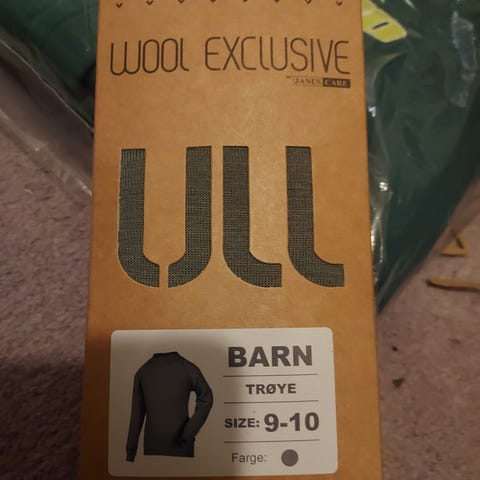 WOOL EXCLUSIVE
BY JANUS CARE
ULL
BARN
TRØYE
SIZE: 9-10
Farge: